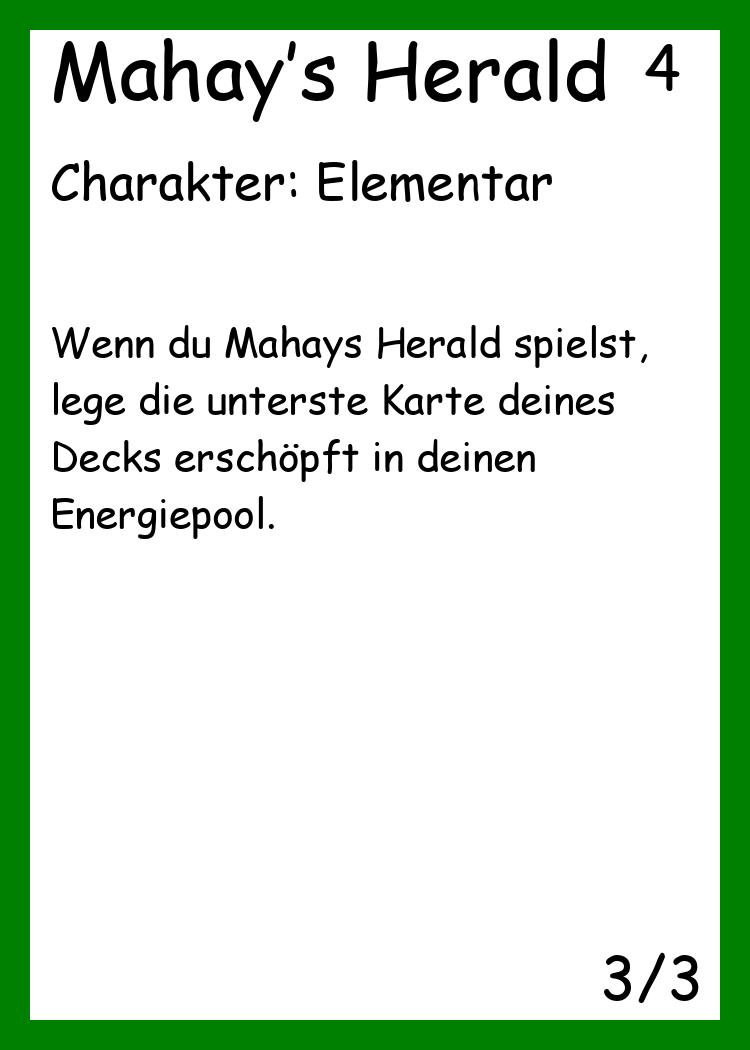 Mahay's Herald 4
Charakter: Elementar
Wenn du Mahays Herald spielst,
lege die unterste Karte deines
Decks erschöpft in deinen
Energiepool.
3/3